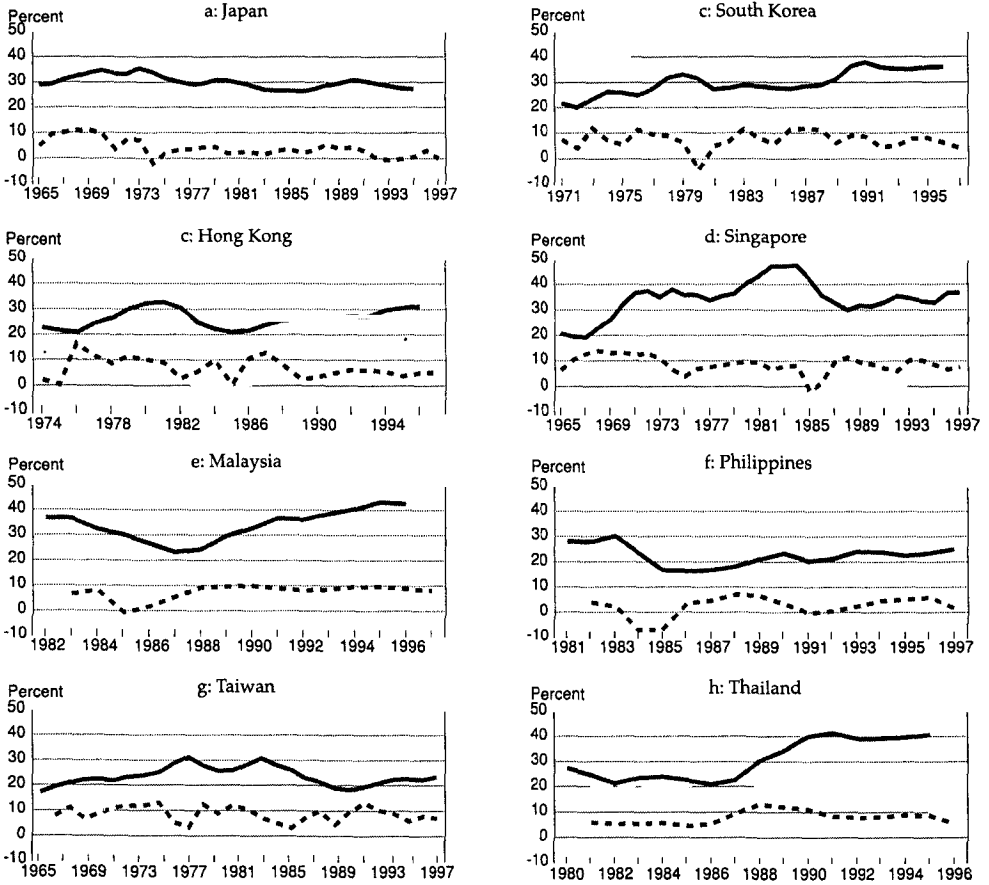 a: Japan
Percent
50
40
30
20
10
0
-10
1965 1969 1973 1977 1981 1985 1989 1991 1997
c: South Korea
Percent
50
40
30
20
10
0
-10
1971 1975 1979 1983 1987 1991 1995
c: Hong Kong
Percent
50
40
30
20
10
0
-10
1974 1978 1982 1986 1990 1994
d: Singapore
Percent
50
40
30
20
10
0
-10
1965 1969 1973 1977 1981 1985 1989 1993 1997
e: Malaysia
Percent
50
40
30
20
10
0
-10
1982 1984 1986 1988 1990 1992 1994 1996
f: Philippines
Percent
50
40
30
20
10
0
-10
1981 1983 1985 1987 1989 1991 1993 1995 1997
g: Taiwan
Percent
50
40
30
20
10
0
-10
1965 1969 1973 1977 1981 1985 1989 1993 1997
h: Thailand
Percent
50
40
30
20
10
0
-10
1980 1982 1984 1986 1988 1990 1992 1994 1996